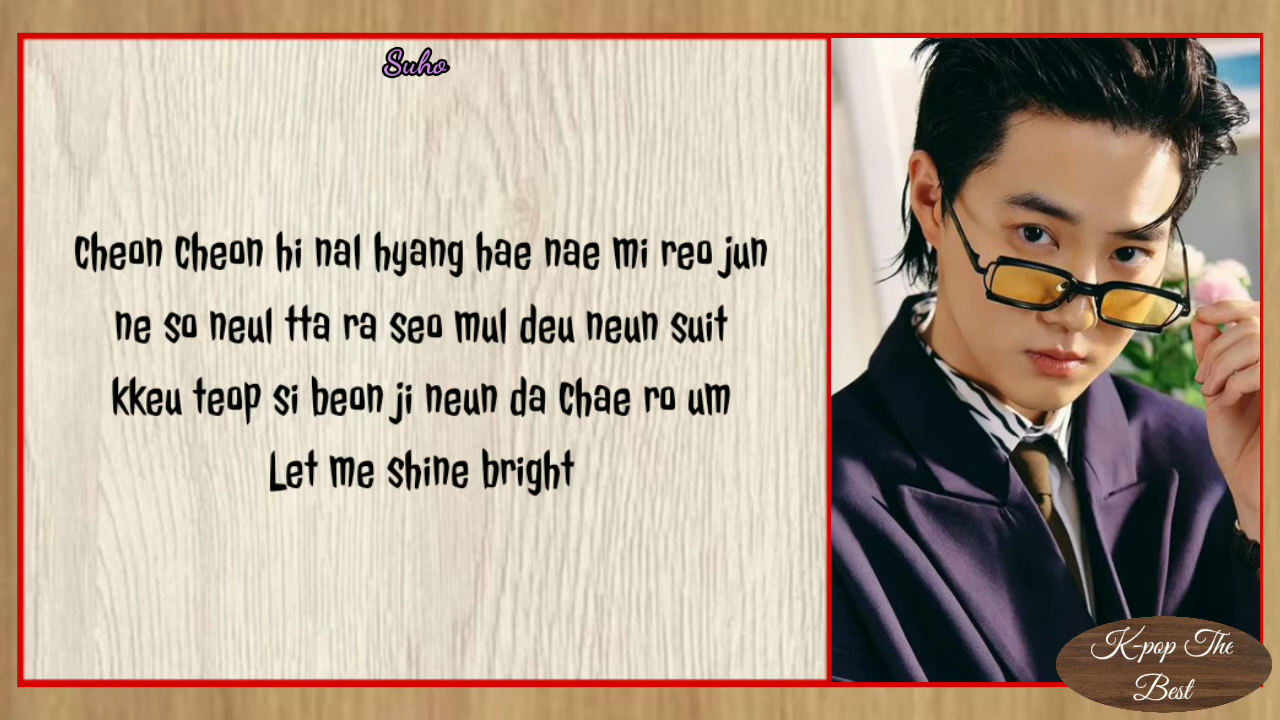 Suho
Cheon Cheon hi nal hyang hae nae mi reo jun
ne so neul tta ra seo mul deu neun suit
kkeu teop si beon ji neun da Chae ro um
Let me shine bright
K-pop The
Best